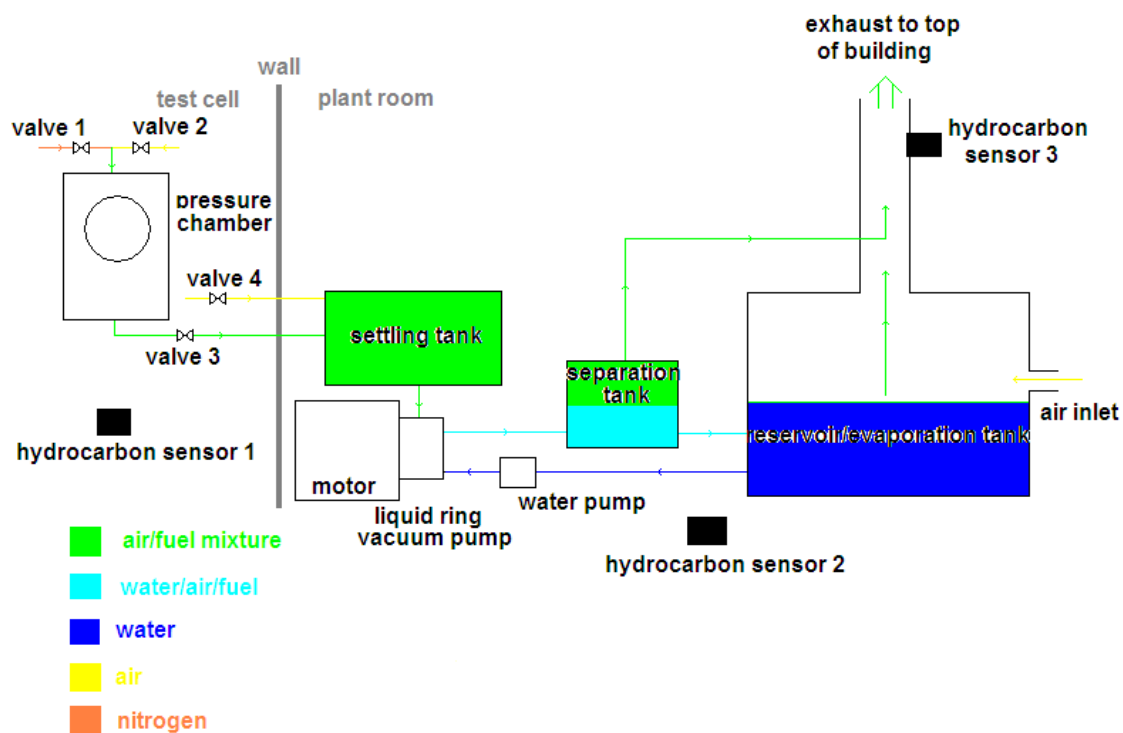 exhaust to top
of building
wall
test cell
plant room
valve 1
valve 2
hydrocarbon
sensor 3
pressure
chamber
valve 4
settling tank
valve 3
separation
tank
air inlet
reservoir/evaporation tank
hydrocarbon sensor 1
motor
water pump
liquid ring
vacuum pump
hydrocarbon sensor 2
air/fuel mixture
water/air/fuel
water
air
nitrogen